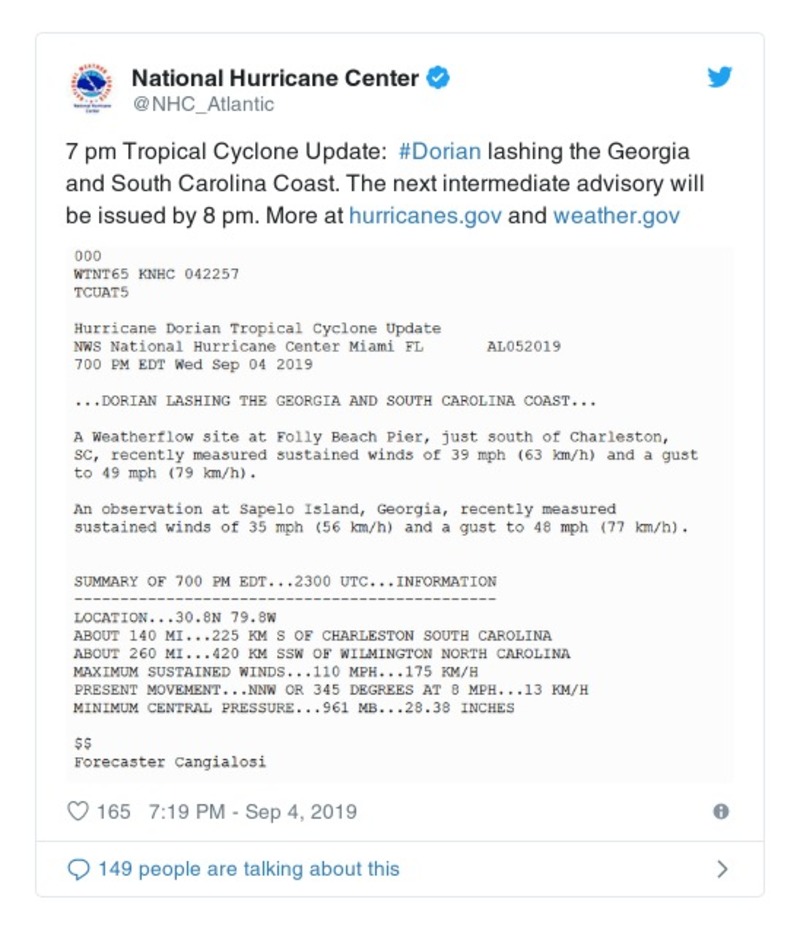 National Hurricane Center
@NHC_Atlantic
7 pm Tropical Cyclone Update: #Dorian lashing the Georgia
and South Carolina Coast. The next intermediate advisory will
be issued by 8 pm. More at hurricanes.gov and weather.gov
000
WTNT65 KNHC 042257
TCUAT5
Hurricane Dorian Tropical Cyclone Update
NWS National Hurricane Center Miami FL AL052019
700 PM EDT Wed Sep 04 2019
...DORIAN LASHING THE GEORGIA AND SOUTH CAROLINA COAST...
A Weatherflow site at Folly Beach Pier, just south of Charleston,
SC, recently measured sustained winds of 39 mph (63 km/h) and a gust
to 49 mph (79 km/h).
An observation at Sapelo Island, Georgia, recently measured
sustained winds of 35 mph (56 km/h) and a gust to 48 mph (77 km/h).
SUMMARY OF 700 PM EDT...2300 UTC...INFORMATION
----------------------------------------------
LOCATION...30.8N 79.8W
ABOUT 140 MI...225 KM S OF CHARLESTON SOUTH CAROLINA
ABOUT 260 MI...420 KM SSW OF WILMINGTON NORTH CAROLINA
MAXIMUM SUSTAINED WINDS...110 MPH...175 KM/H
PRESENT MOVEMENT...NNW OR 345 DEGREES AT 8 MPH...13 KM/H
MINIMUM CENTRAL PRESSURE...961 MB...28.38 INCHES
$$
Forecaster Cangialosi
165 7:19 PM - Sep 4, 2019
149 people are talking about this